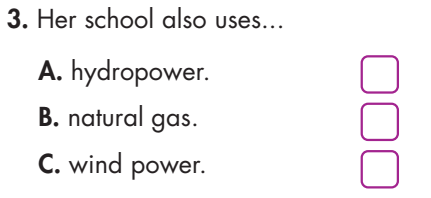 3. Her school also uses...
A. hydropower.
B. natural gas.
C. wind power.